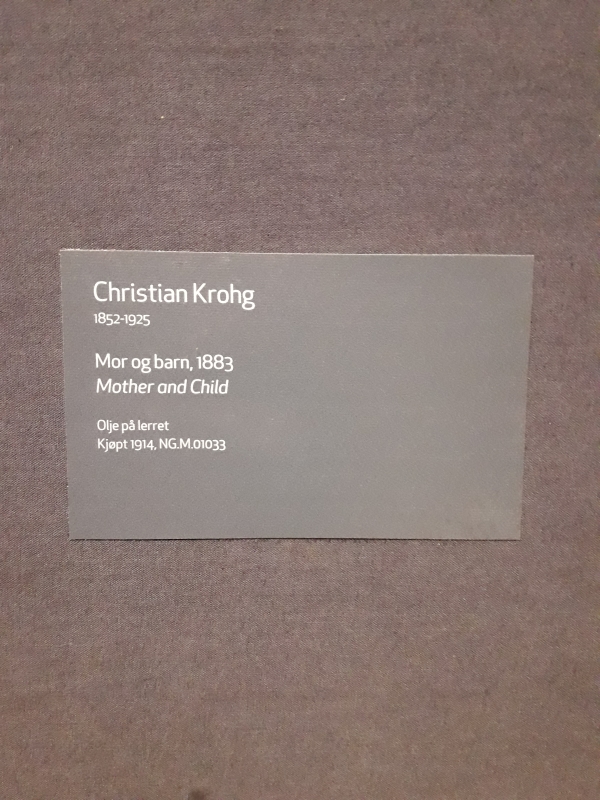 Christian Krohg
1852-1925
Mor og barn, 1883
Mother and Child
Olje på lerret
Kjøpt 1914, NG.M.01033